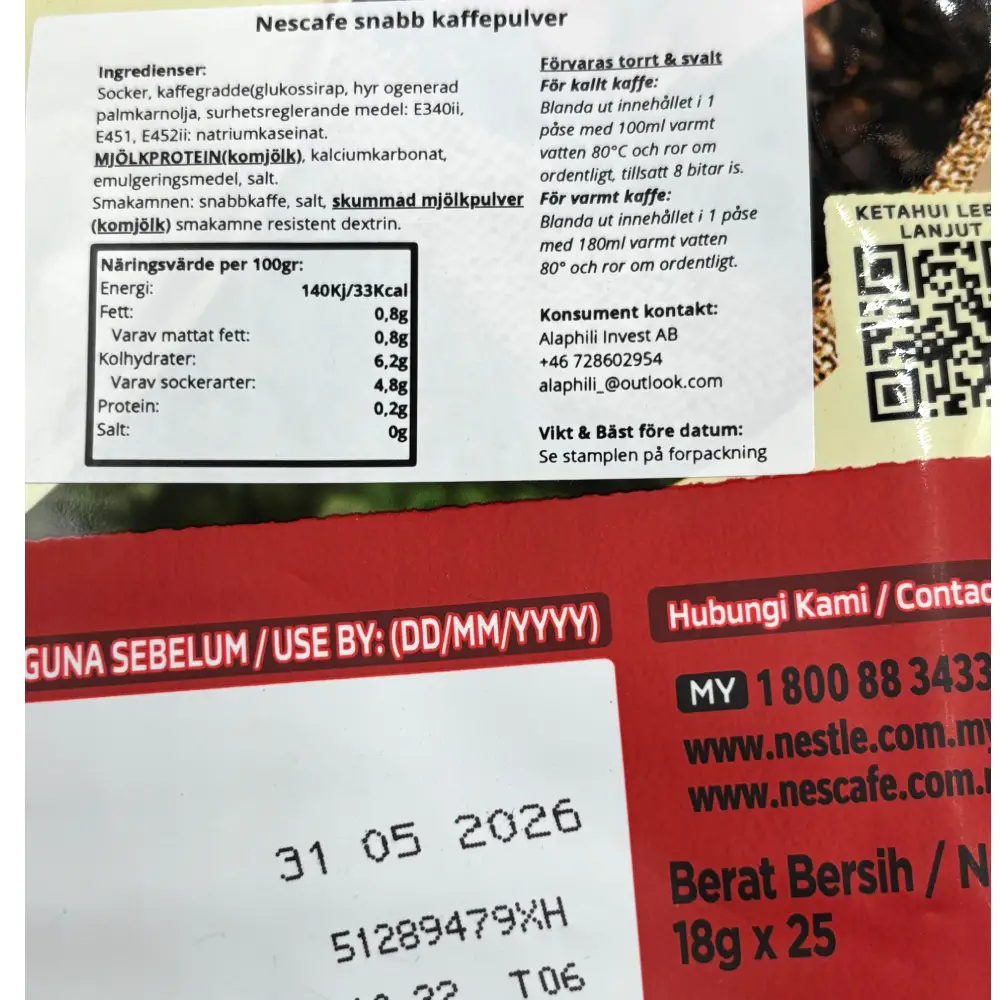 Nescafe snabb kaffepulver
Ingredienser:
Socker, kaffegradde(glukossirap, hyr ogenerad
palmkarnolja, surhetsreglerande medel: E340ii,
E451, E452ii: natriumkaseinat.
MJÖLKPROTEIN(komjölk), kalciumkarbonat,
emulgeringsmedel, salt.
Smakamnen: snabbkaffe, salt, skummad mjölkpulver
(komjölk) smakamne resistent dextrin.
Näringsvärde per 100gr:
Energi: 140Kj/33Kcal
Fett: 0,8g
Varav mattat fett: 0,8g
Kolhydrater: 6,2g
Varav sockerarter: 4,8g
Protein: 0,2g
Salt: 0g
Förvaras torrt & svalt
För kallt kaffe:
Blanda ut innehållet i 1
påse med 100ml varmt
vatten 80°C och ror om
ordentligt, tillsatt 8 bitar is.
För varmt kaffe:
Blanda ut innehållet i 1 påse
med 180ml varmt vatten
80° och ror om ordentligt.
Konsument kontakt:
Alaphili Invest AB
+46 728602954
alaphili_@outlook.com
Vikt & Bäst före datum:
Se stamplen på forpackning
KETAHUI LEB
LANJUT
GUNA SEBELUM / USE BY: (DD/MM/YYYY)
31 05 2026
51289479XH
22 T06
Hubungi Kami / Contac
MY 1 800 88 3433
www.nestle.com.my
www.nescafe.com.
Berat Bersih / N
18g x 25